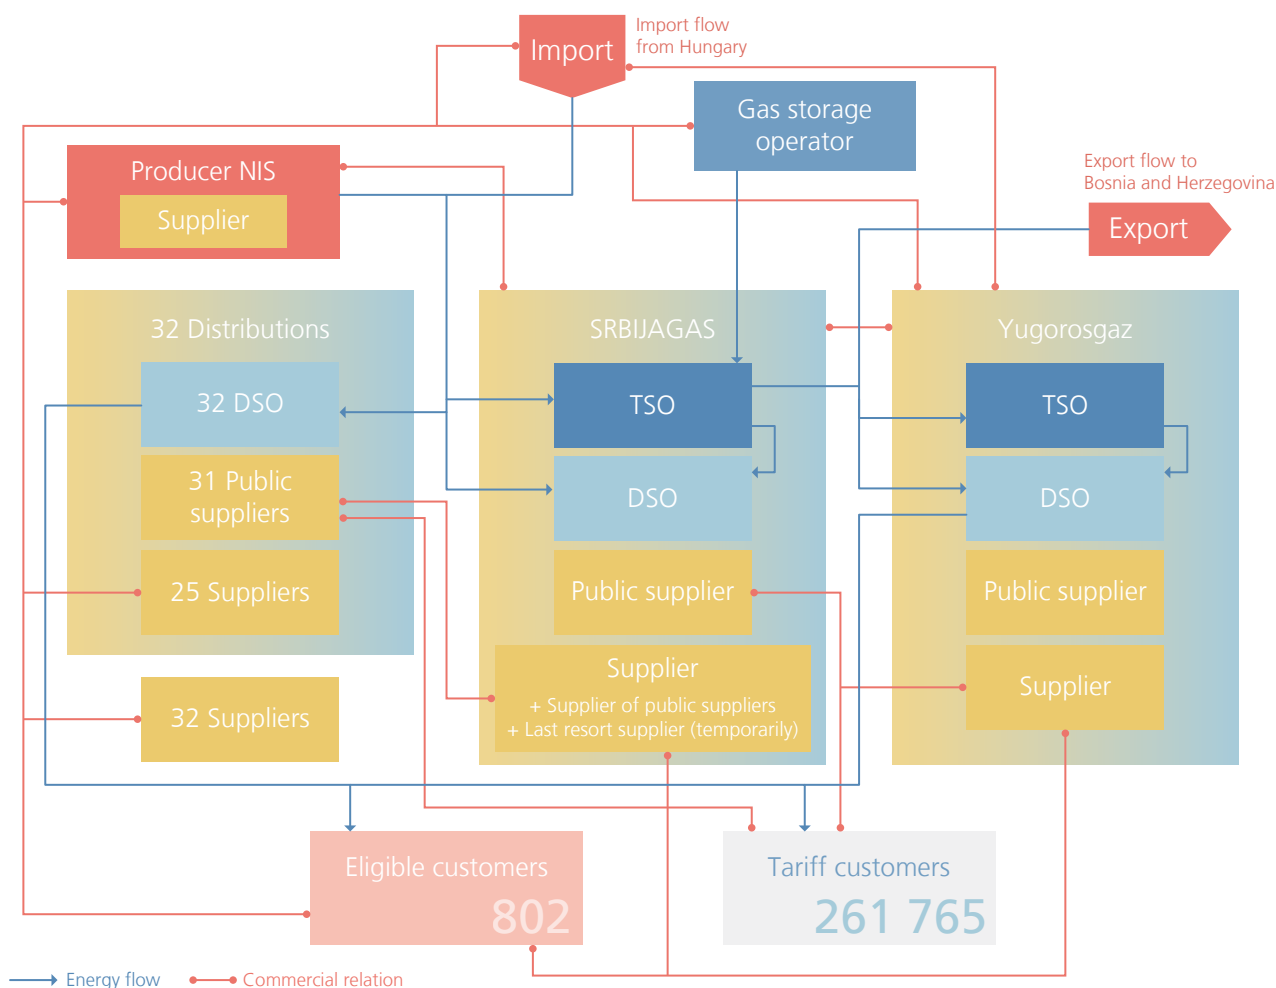 Import
Import flow
from Hungary
Gas storage
operator
Producer NIS
Supplier
Export flow to
Bosnia and Herzegovina
Export
32 Distributions
32 DSO
31 Public
suppliers
25 Suppliers
32 Suppliers
SRBIJAGAS
TSO
DSO
Public supplier
Supplier
+ Supplier of public suppliers
+ Last resort supplier (temporarily)
Yugorosgaz
TSO
DSO
Public supplier
Supplier
Eligible customers
802
Tariff customers
261 765
Energy flow
Commercial relation